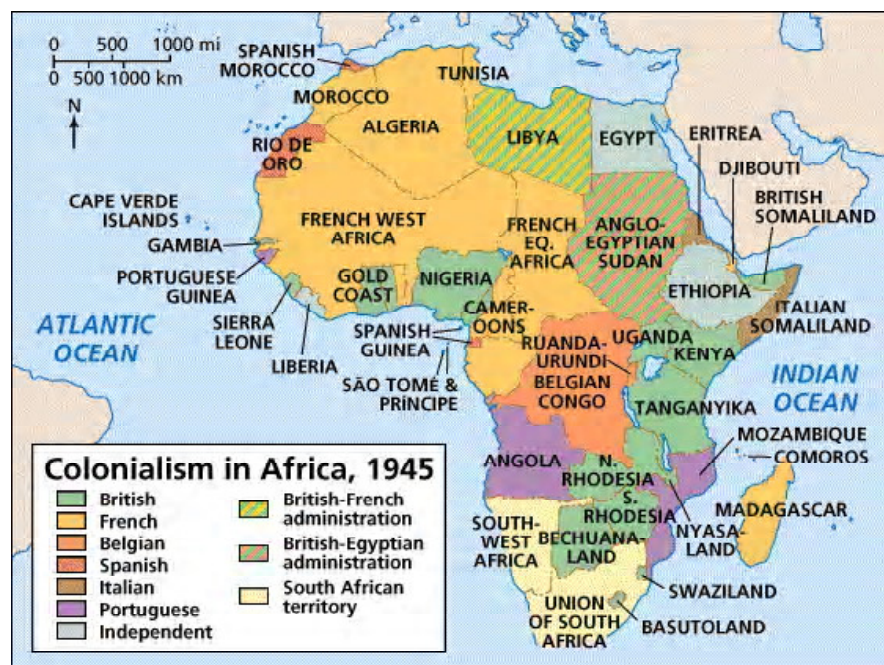 0 500 1000 mi
0 500 1000 km
N
SPANISH
MOROCCO
TUNISIA
MOROCCO
ALGERIA
LIBYA
EGYPT
RIO DE
ORO
ERITREA
DJIBOUTI
BRITISH
SOMALILAND
CAPE VERDE
ISLANDS
FRENCH WEST
AFRICA
FRENCH
EQ.
AFRICA
ANGLO-
EGYPTIAN
SUDAN
GAMBIA
PORTUGUESE
GUINEA
GOLD
COAST
NIGERIA
ETHIOPIA
ITALIAN
SOMALILAND
SIERRA
LEONE
LIBERIA
CAMER-
OONS
SPANISH
GUINEA
UGANDA
KENYA
ATLANTIC
OCEAN
RUANDA-
URUNDI
BELGIAN
CONGO
SÃO TOMÉ &
PRÍNCIPE
INDIAN
OCEAN
TANGANYIKA
MOZAMBIQUE
COMOROS
ANGOLA
N.
RHODESIA
S.
RHODESIA
NYASA-
LAND
MADAGASCAR
SOUTH-
WEST
AFRICA
BECHUANA-
LAND
SWAZILAND
UNION
OF SOUTH
AFRICA
BASUTOLAND
Colonialism in Africa, 1945
British
French
Belgian
Spanish
Italian
Portuguese
Independent
British-French
administration
British-Egyptian
administration
South African
territory